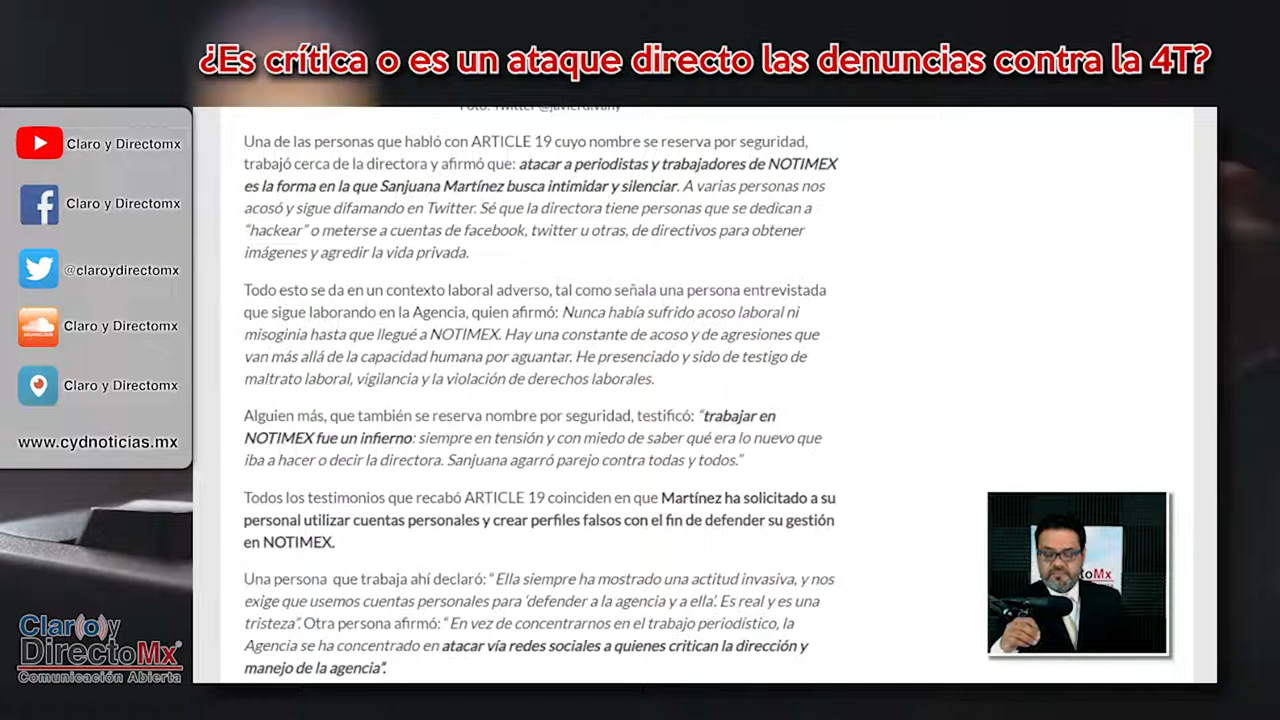 ¿Es crítica o es un ataque directo las denuncias contra la 4T?
Claro y Directomx
Claro y Directomx
@claroydirectomx
Claro y Directomx
Claro y Directomx
www.cydnoticias.mx
Claro y
DirectoMx
Comunicación Abierta
Foto: Twitter @javierdivany
Una de las personas que habló con ARTICLE 19 cuyo nombre se reserva por seguridad,
trabajó cerca de la directora y afirmó que: atacar a periodistas y trabajadores de NOTIMEX
es la forma en la que Sanjuana Martínez busca intimidar y silenciar. A varias personas nos
acosó y sigue difamando en Twitter. Sé que la directora tiene personas que se dedican a
“hackear” o meterse a cuentas de facebook, twitter u otras, de directivos para obtener
imágenes y agredir la vida privada.
Todo esto se da en un contexto laboral adverso, tal como señala una persona entrevistada
que sigue laborando en la Agencia, quien afirmó: Nunca había sufrido acoso laboral ni
misoginia hasta que llegué a NOTIMEX. Hay una constante de acoso y de agresiones que
van más allá de la capacidad humana por aguantar. He presenciado y sido de testigo de
maltrato laboral, vigilancia y la violación de derechos laborales.
Alguien más, que también se reserva nombre por seguridad, testificó: “trabajar en
NOTIMEX fue un infierno: siempre en tensión y con miedo de saber qué era lo nuevo que
iba a hacer o decir la directora. Sanjuana agarró parejo contra todas y todos.”
Todos los testimonios que recabó ARTICLE 19 coinciden en que Martínez ha solicitado a su
personal utilizar cuentas personales y crear perfiles falsos con el fin de defender su gestión
en NOTIMEX.
Una persona que trabaja ahí declaró: “Ella siempre ha mostrado una actitud invasiva, y nos
exige que usemos cuentas personales para ‘defender a la agencia y a ella’. Es real y es una
tristeza”. Otra persona afirmó: “En vez de concentrarnos en el trabajo periodístico, la
Agencia se ha concentrado en atacar vía redes sociales a quienes critican la dirección y
manejo de la agencia”.